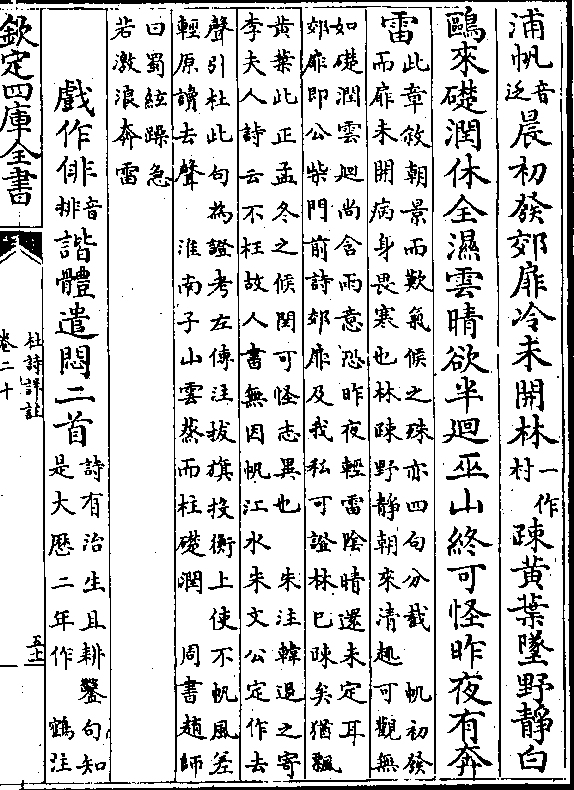 浦帆音泛晨初發郊扉冷未開林一作村疎黃葉墜野靜白
鷗來礎潤休全濕雲晴欲半廻巫山終可怪昨夜有奔
雷
此章敘朝景而歎氣候之殊亦四句分截　帆初發
而扉未開病身畏寒也林疎野靜朝來清趣可觀無
如礎潤雲廻尚含雨意恐昨夜輕雷陰晴還未定耳
郊扉即公柴門前詩郊扉及我私可證林已疎矣猶飄
黃葉此正孟冬之候閏可怪志異也　朱注韓退之寄
李夫人詩云不枉故人書無因帆江水朱文公定作去
聲引杜此句為證考左傳注拔旗投衡上使不帆風差
輕原讀去聲　淮南子山雲蒸而柱礎潤　周書趙師
曰蜀絃躁急
若激浪奔雷
戲作俳音排諧體遣悶二首
詩有治生且耕鑿句知
是大歷二年作　鶴注
欽定四庫全書
杜詩詳註
卷二十